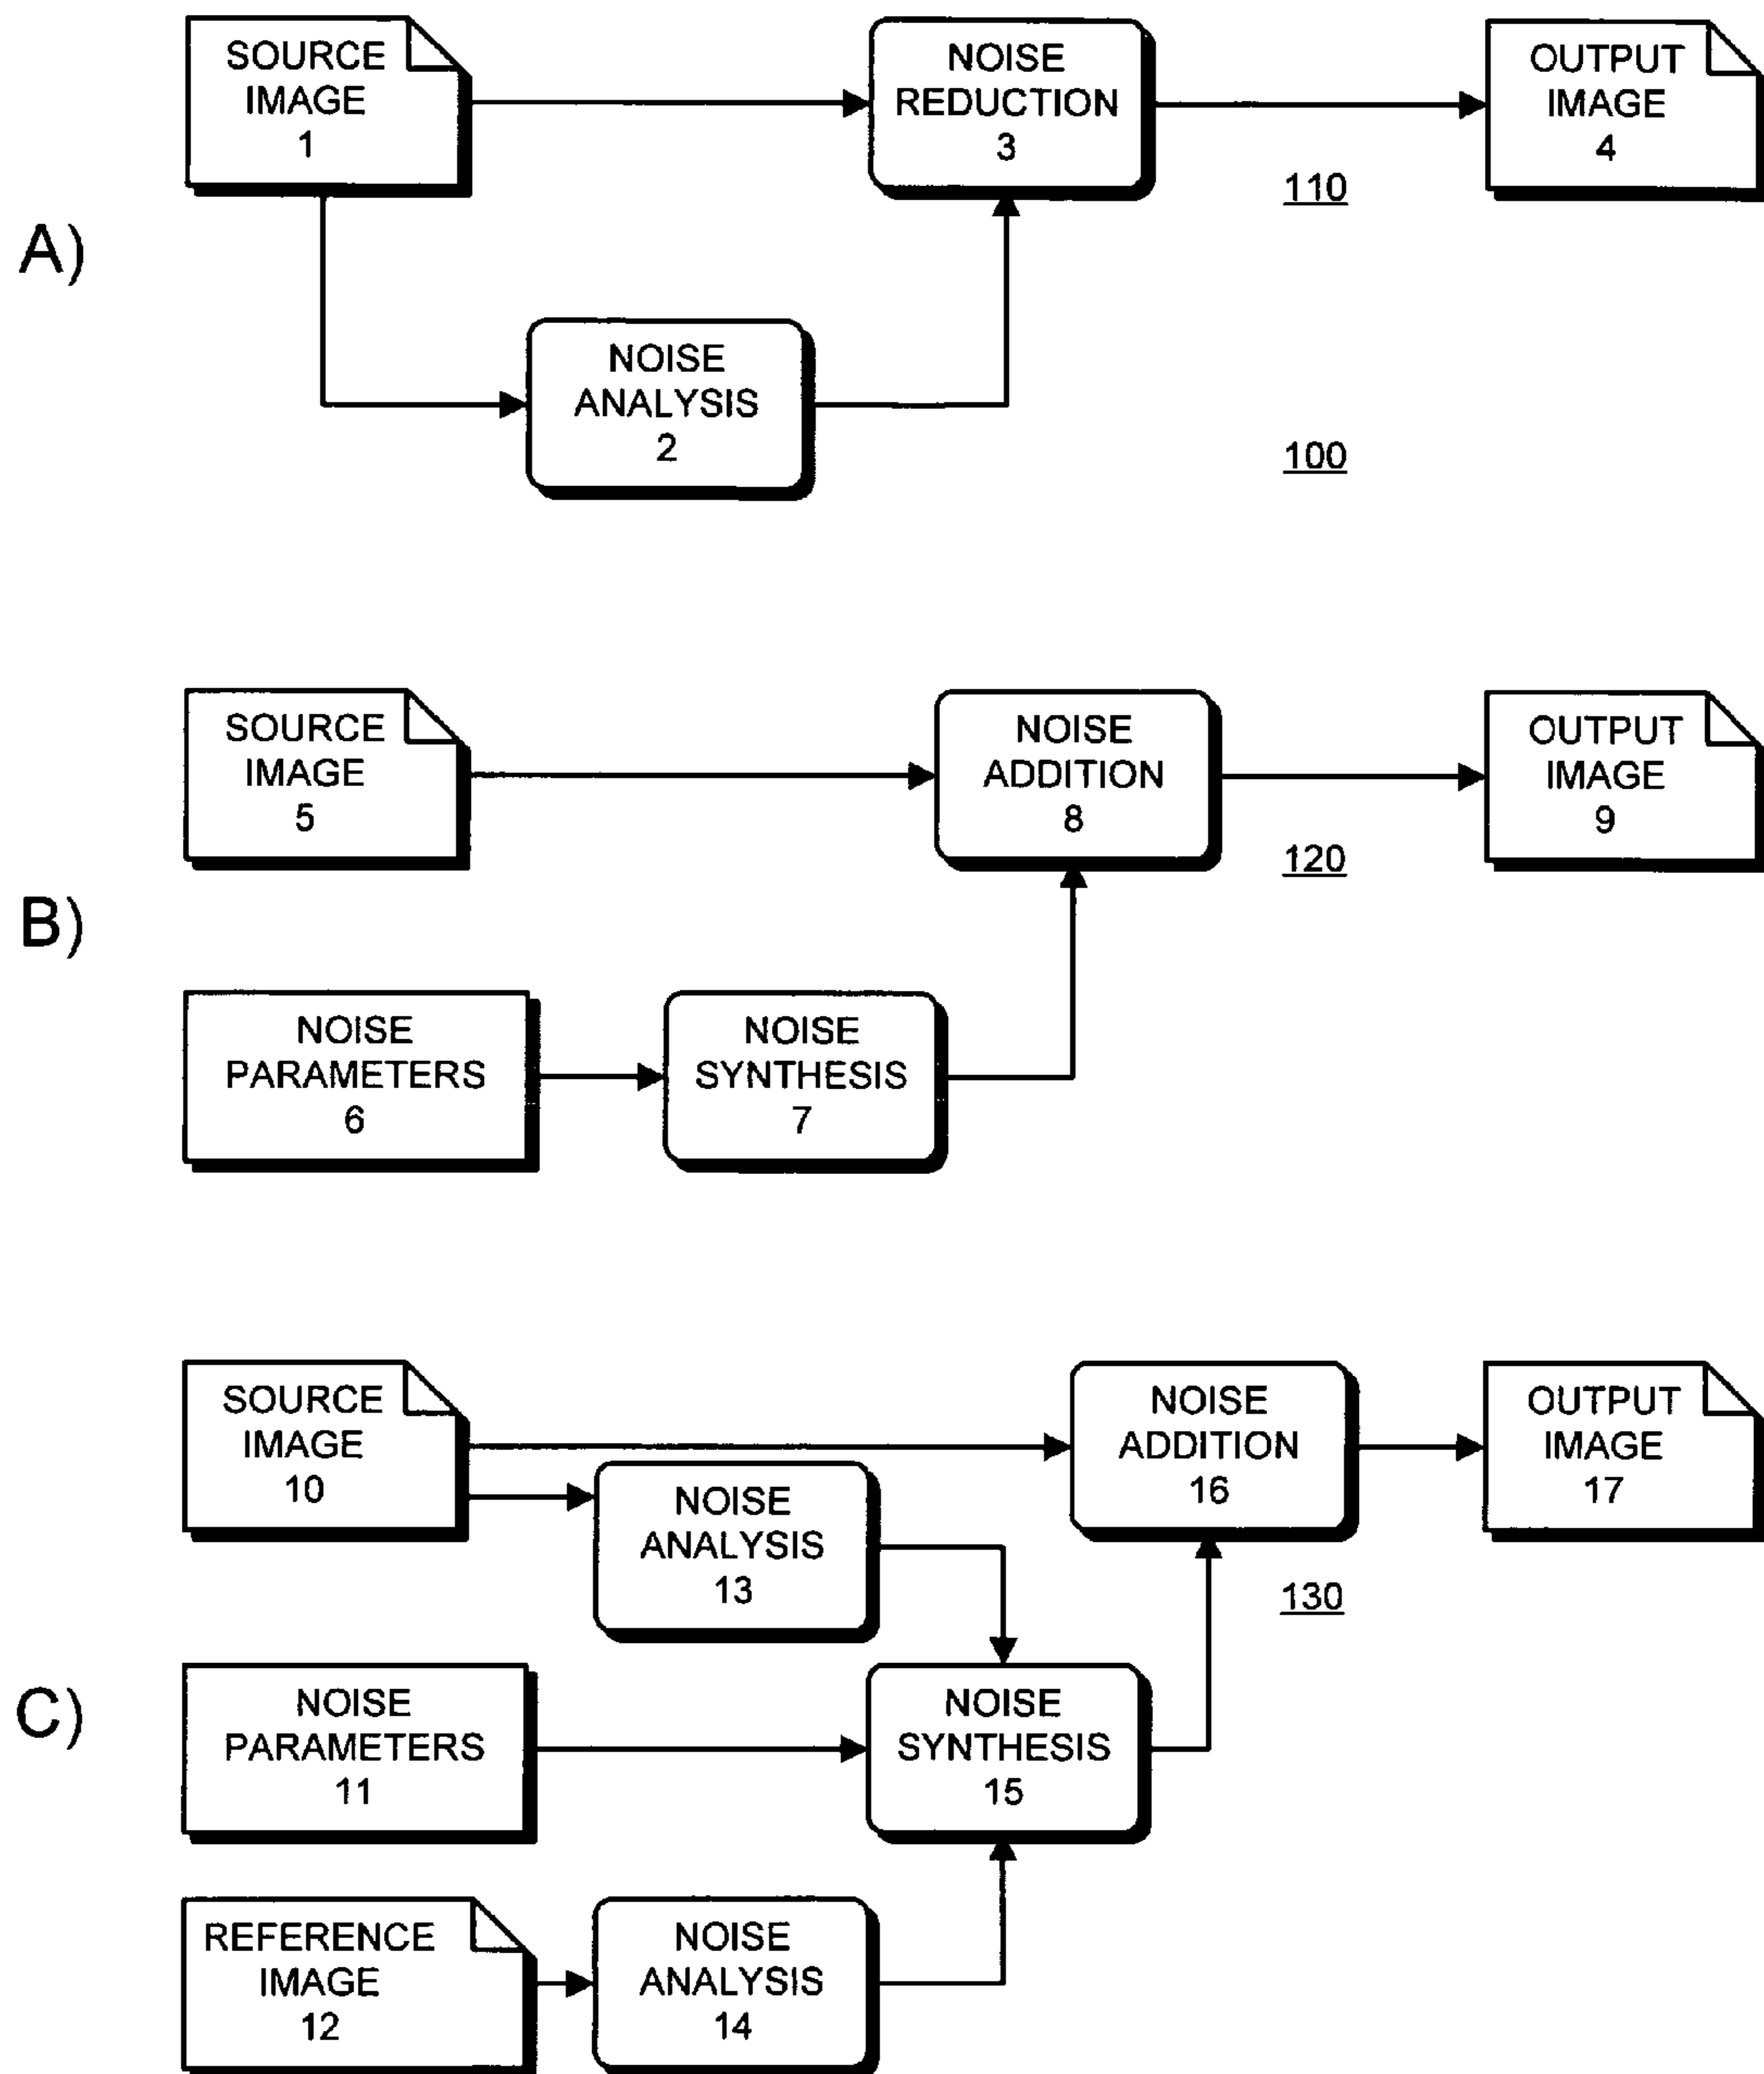 SOURCE
IMAGE
1
NOISE
REDUCTION
3
OUTPUT
IMAGE
4
110
A)
NOISE
ANALYSIS
2
100
SOURCE
IMAGE
5
NOISE
ADDITION
8
OUTPUT
IMAGE
9
120
B)
NOISE
PARAMETERS
6
NOISE
SYNTHESIS
7
SOURCE
IMAGE
10
NOISE
ADDITION
16
OUTPUT
IMAGE
17
NOISE
ANALYSIS
13
130
C)
NOISE
PARAMETERS
11
NOISE
SYNTHESIS
15
REFERENCE
IMAGE
12
NOISE
ANALYSIS
14